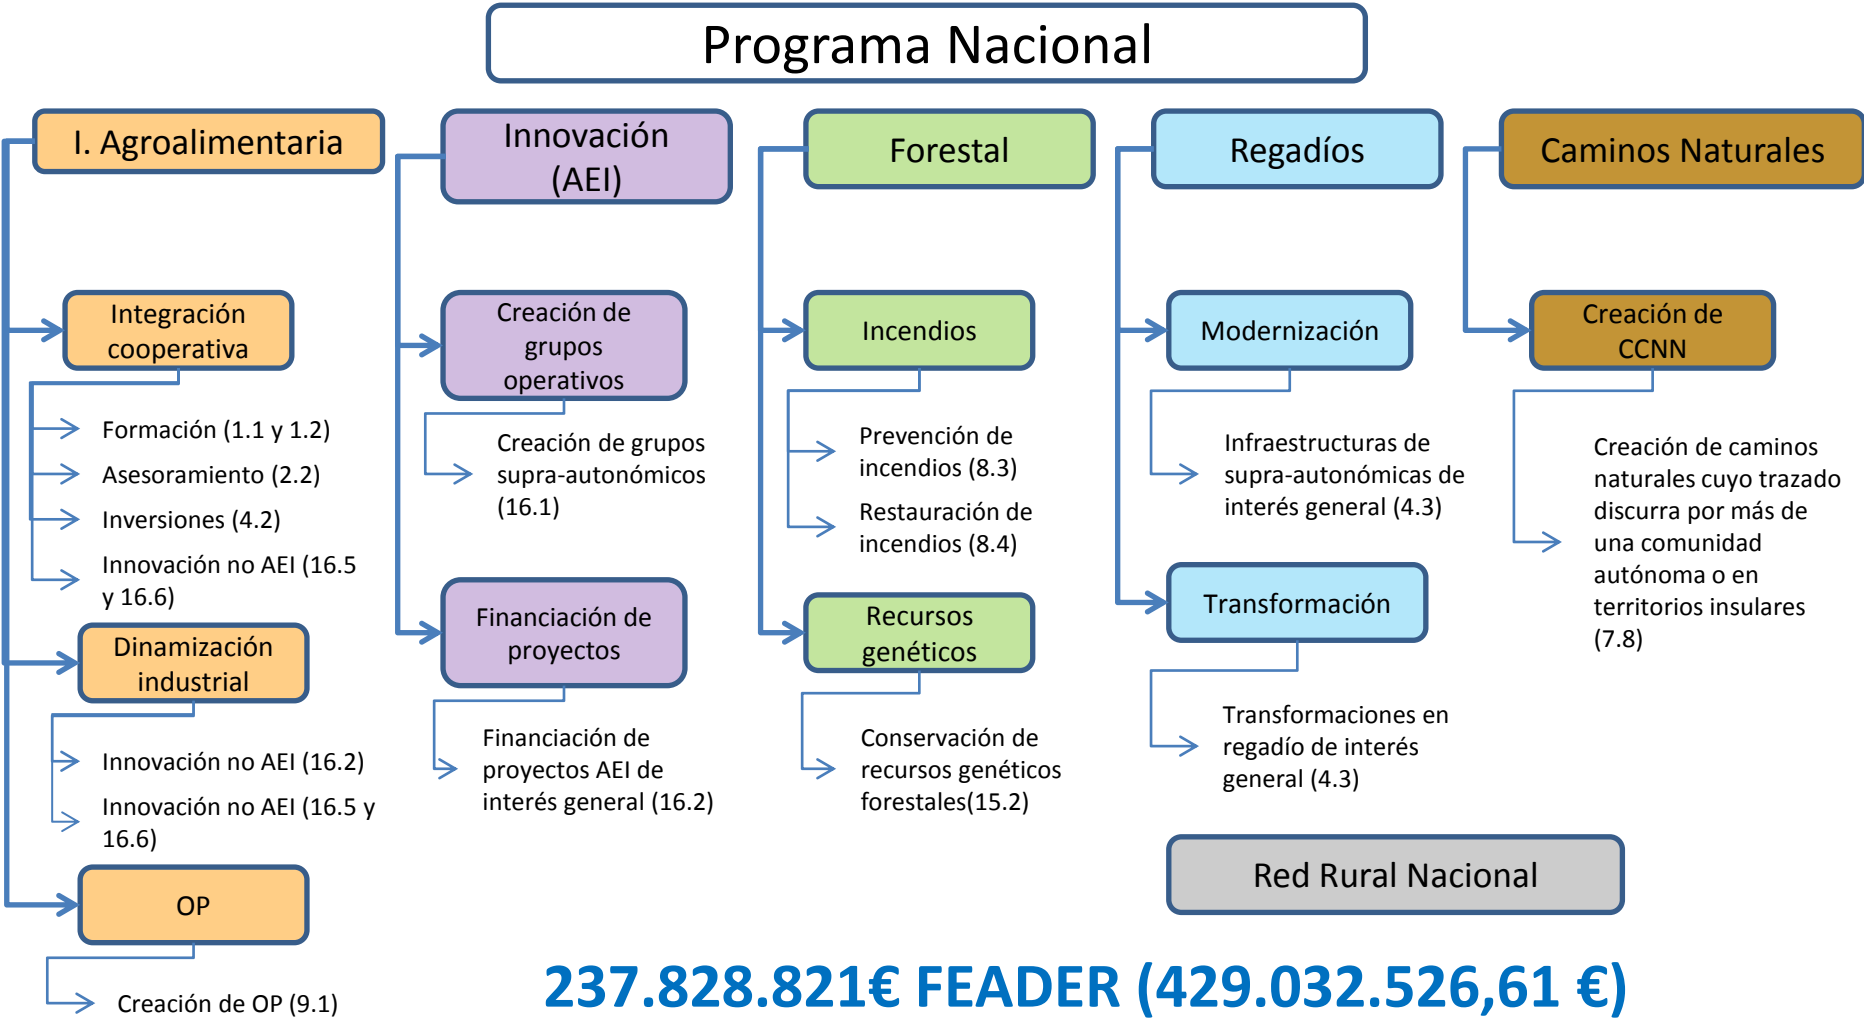 Programa Nacional
I. Agroalimentaria
Integración
cooperativa
Formación (1.1 y 1.2)
Asesoramiento (2.2)
Inversiones (4.2)
Innovación no AEI (16.5
y 16.6)
Dinamización
industrial
Innovación no AEI (16.2)
Innovación no AEI (16.5 y
16.6)
OP
Creación de OP (9.1)
Innovación
(AEI)
Creación de
grupos
operativos
Creación de grupos
supra-autonómicos
(16.1)
Financiación de
proyectos
Financiación de
proyectos AEI de
interés general (16.2)
Forestal
Incendios
Prevención de
incendios (8.3)
Restauración de
incendios (8.4)
Recursos
genéticos
Conservación de
recursos genéticos
forestales(15.2)
Regadíos
Modernización
Infraestructuras de
supra-autonómicas de
interés general (4.3)
Transformación
Transformaciones en
regadío de interés
general (4.3)
Caminos Naturales
Creación de
CCNN
Creación de caminos
naturales cuyo trazado
discurra por más de
una comunidad
autónoma o en
territorios insulares
(7.8)
Red Rural Nacional
237.828.821€ FEADER (429.032.526,61 €)